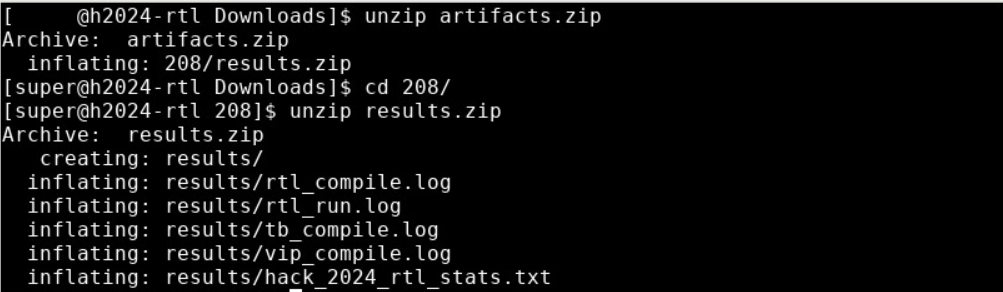 [     @h2024-rtl Downloads]$ unzip artifacts.zip
Archive:  artifacts.zip
  inflating: 208/results.zip
[super@h2024-rtl Downloads]$ cd 208/
[super@h2024-rtl 208]$ unzip results.zip
Archive:  results.zip
   creating: results/
  inflating: results/rtl_compile.log
  inflating: results/rtl_run.log
  inflating: results/tb_compile.log
  inflating: results/vip_compile.log
  inflating: results/hack_2024_rtl_stats.txt